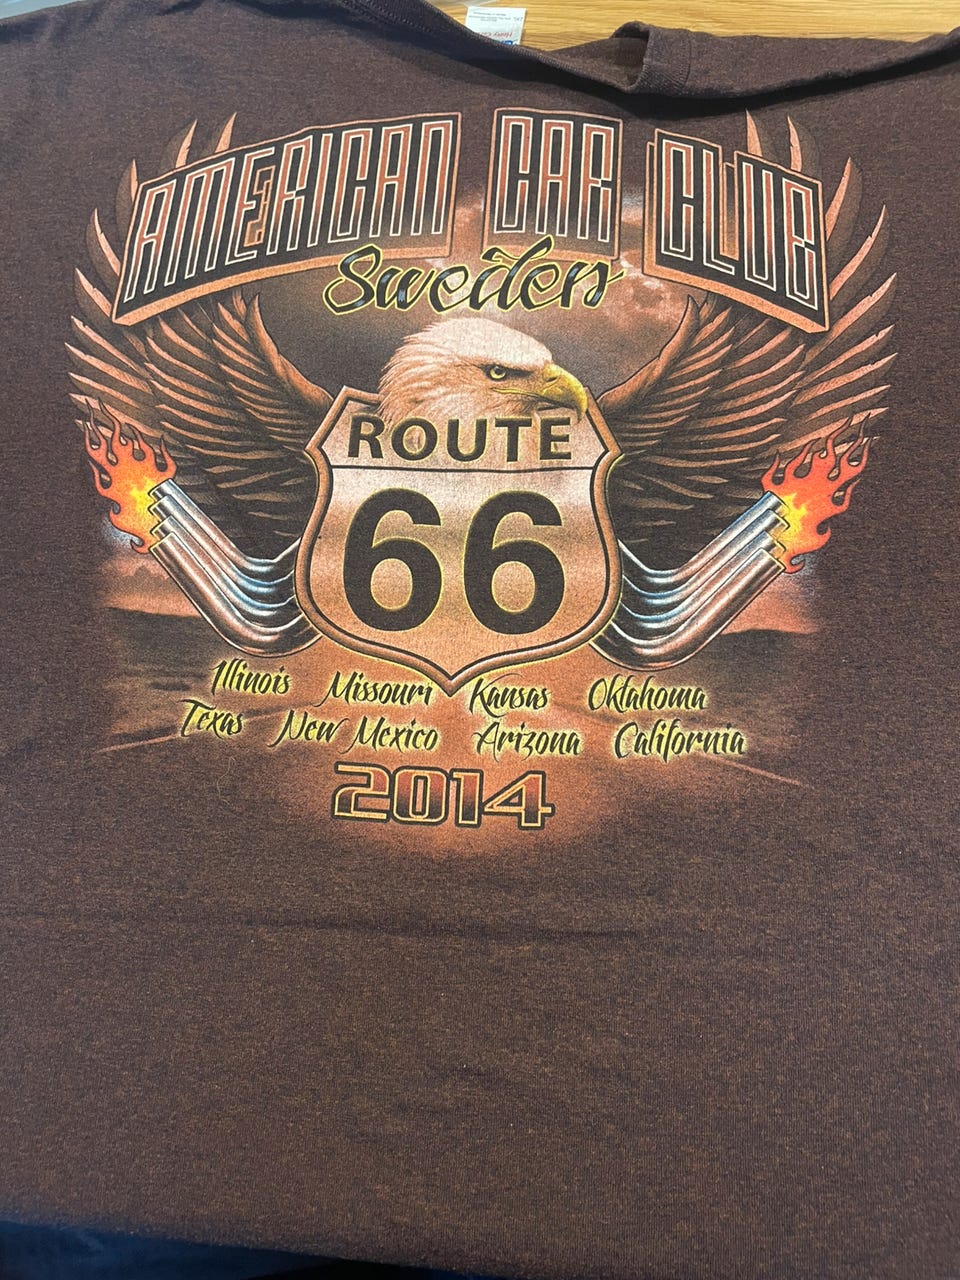 AMERICAN CAR CLUB
Sweden
ROUTE
66
Illinois Missouri Kansas Oklahoma
Texas New Mexico Arizona California
2014